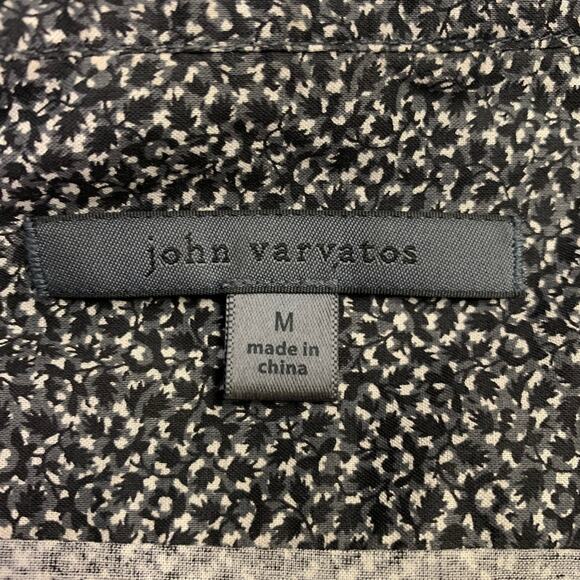 john varvatos
M
made in
china